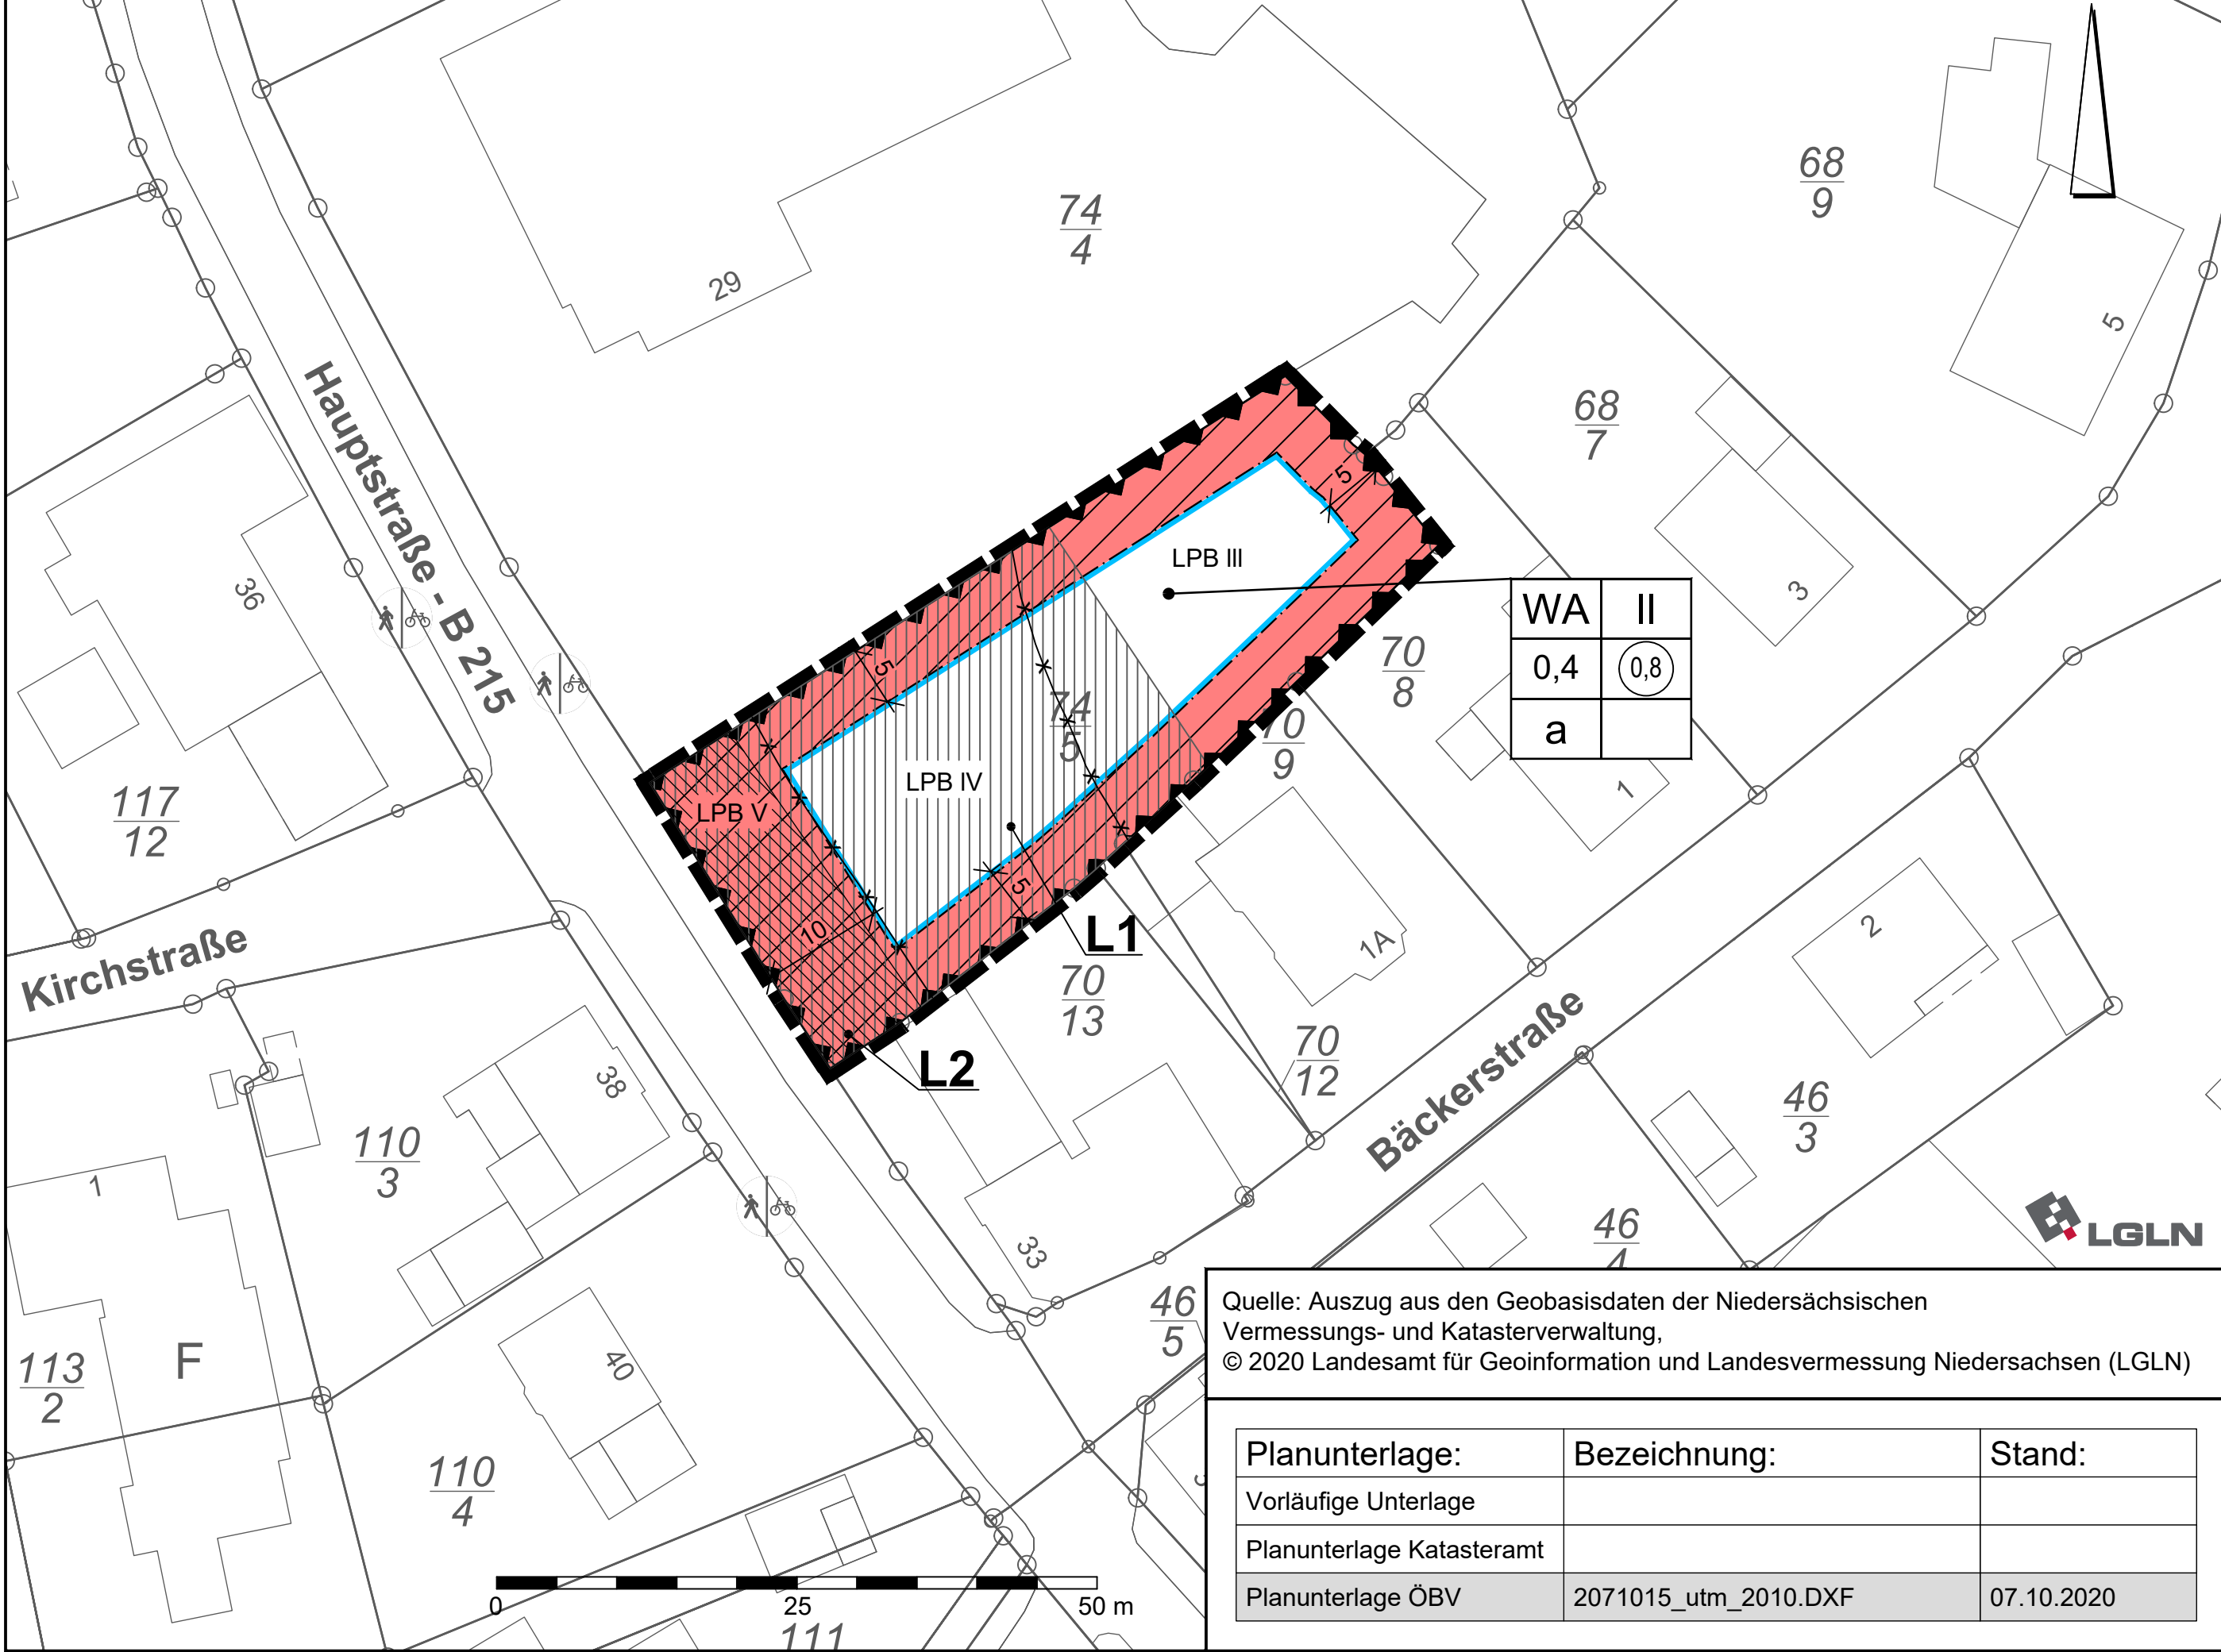 74
4
68
9
29
5
68
7
Hauptstraße - B 215
36
5
LPB III
WA II
0,4 0,8
a
3
70
8
5
74
5
70
9
LPB IV
LPB V
1
117
12
10
5
L1
1A
2
Kirchstraße
70
13
70
12
L2
Bäckerstraße
38
46
3
110
3
1
33
46
4
LGLN
46
5
Quelle: Auszug aus den Geobasisdaten der Niedersächsischen
Vermessungs- und Katasterverwaltung,
© 2020 Landesamt für Geoinformation und Landesvermessung Niedersachsen (LGLN)
113
2
F
40
110
4
Planunterlage: Bezeichnung: Stand:
Vorläufige Unterlage
Planunterlage Katasteramt
Planunterlage ÖBV 2071015_utm_2010.DXF 07.10.2020
0 25 50 m
111